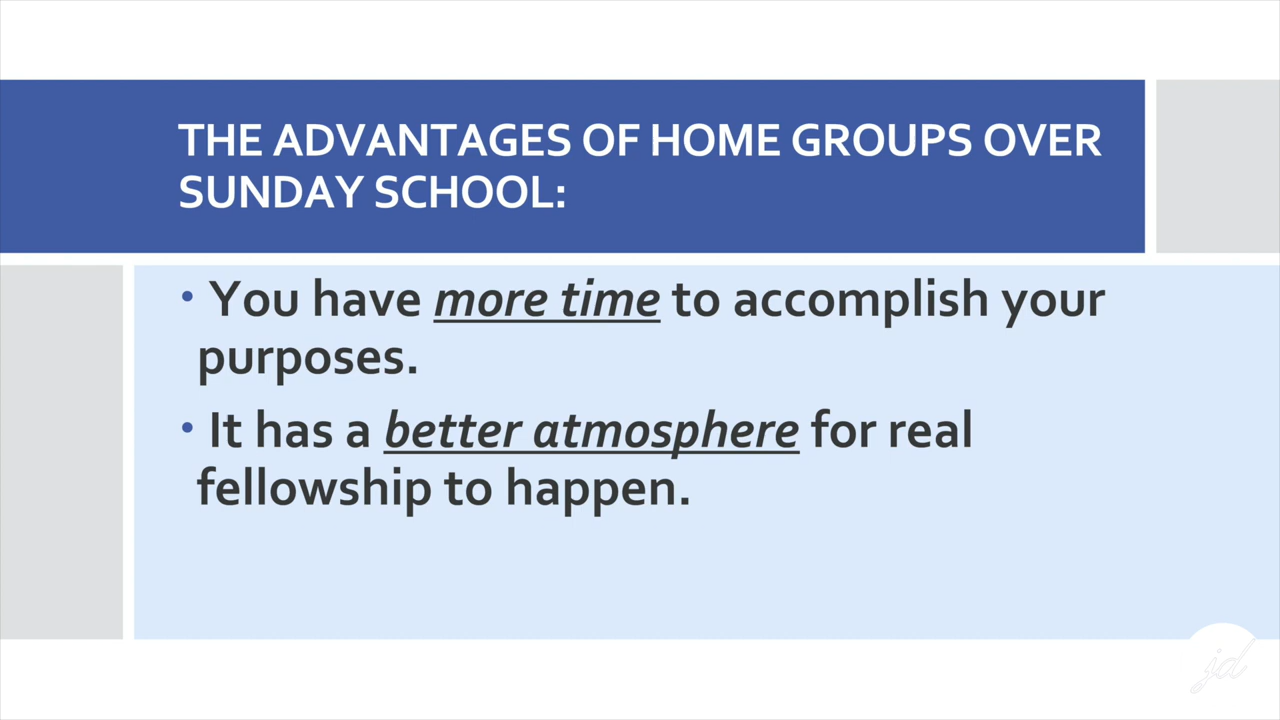 THE ADVANTAGES OF HOME GROUPS OVER
SUNDAY SCHOOL:
• You have more time to accomplish your
purposes.
• It has a better atmosphere for real
fellowship to happen.
jd